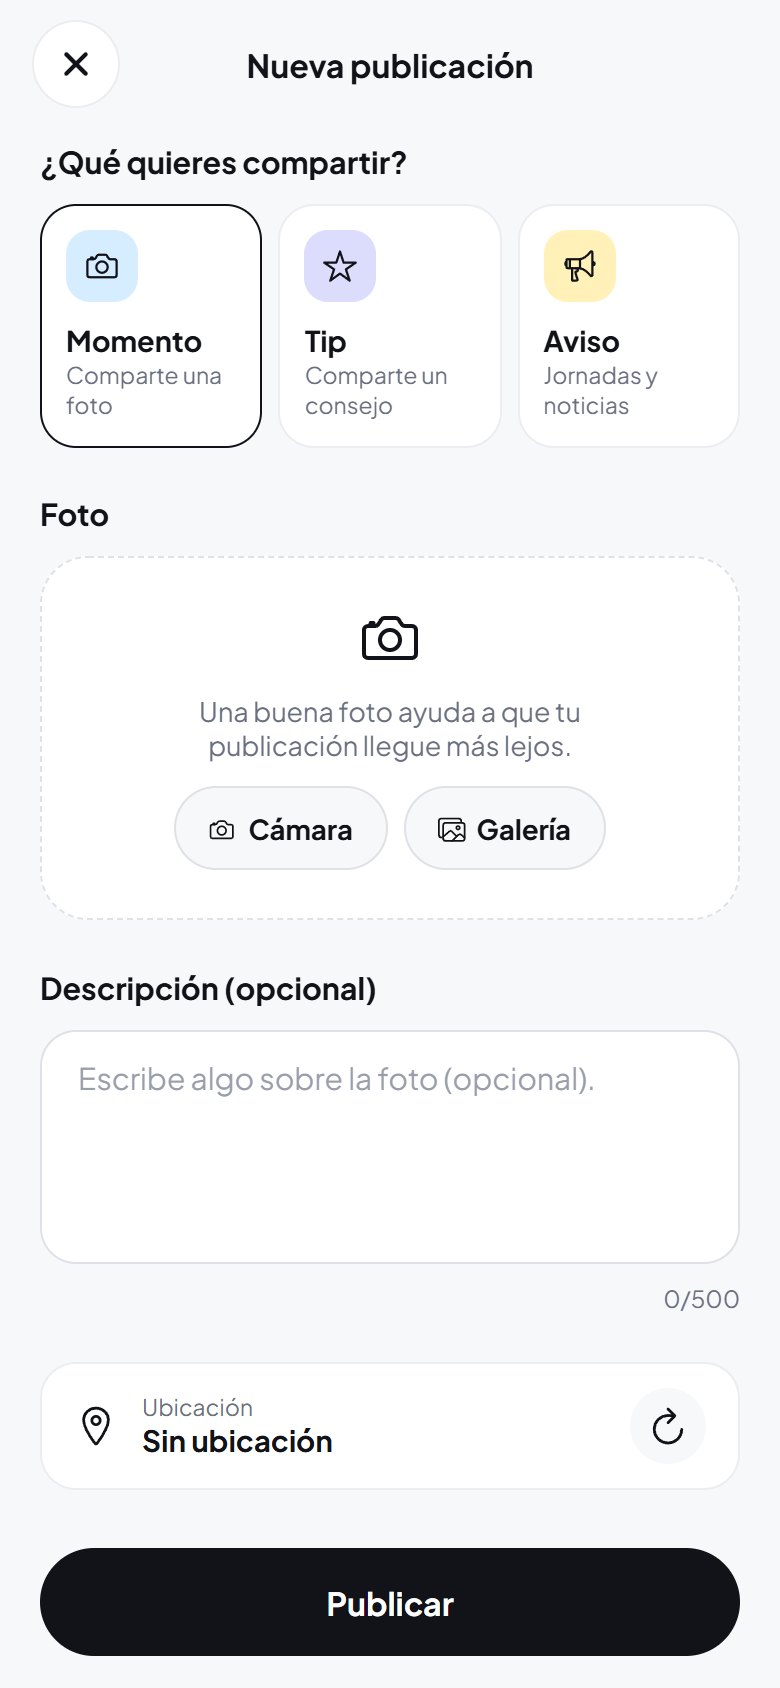 Nueva publicación
¿Qué quieres compartir?
Momento
Comparte una
foto
Tip
Comparte un
consejo
Aviso
Jornadas y
noticias
Foto
Una buena foto ayuda a que tu
publicación llegue más lejos.
Cámara
Galería
Descripción (opcional)
Escribe algo sobre la foto (opcional).
0/500
Ubicación
Sin ubicación
Publicar